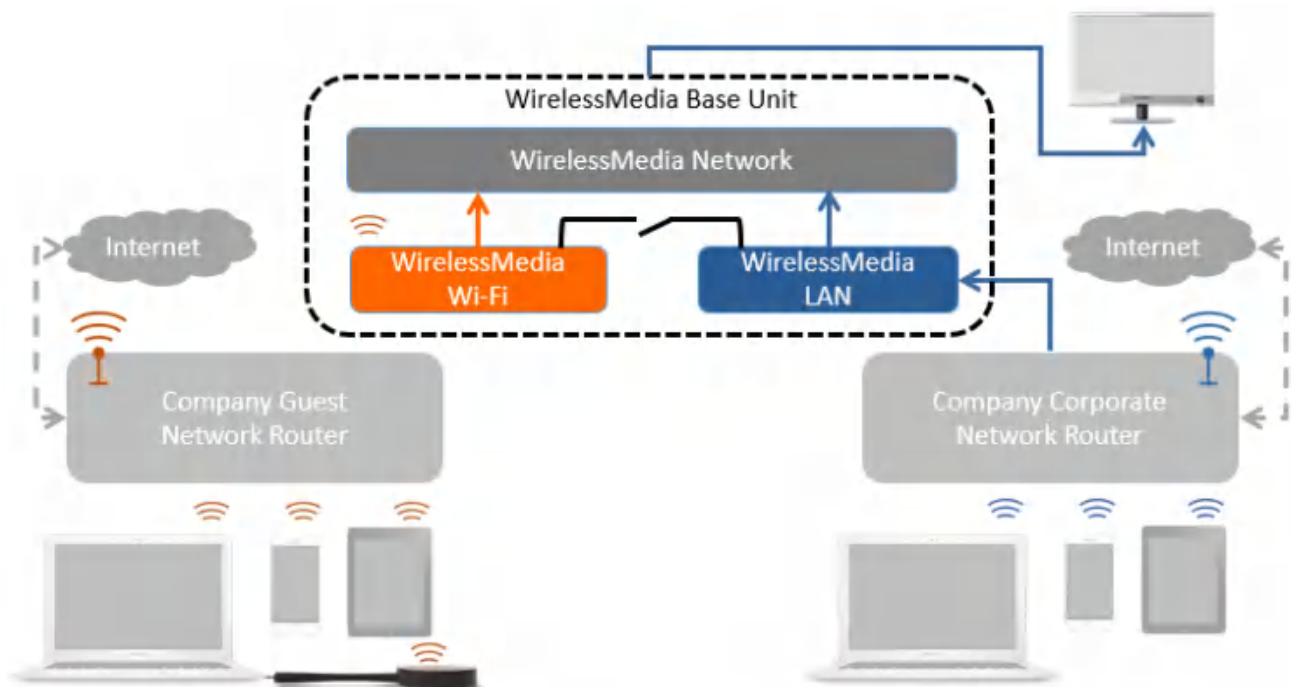 WirelessMedia Base Unit
WirelessMedia Network
Internet
WirelessMedia
Wi-Fi
WirelessMedia
LAN
Internet
Company Guest
Network Router
Company Corporate
Network Router